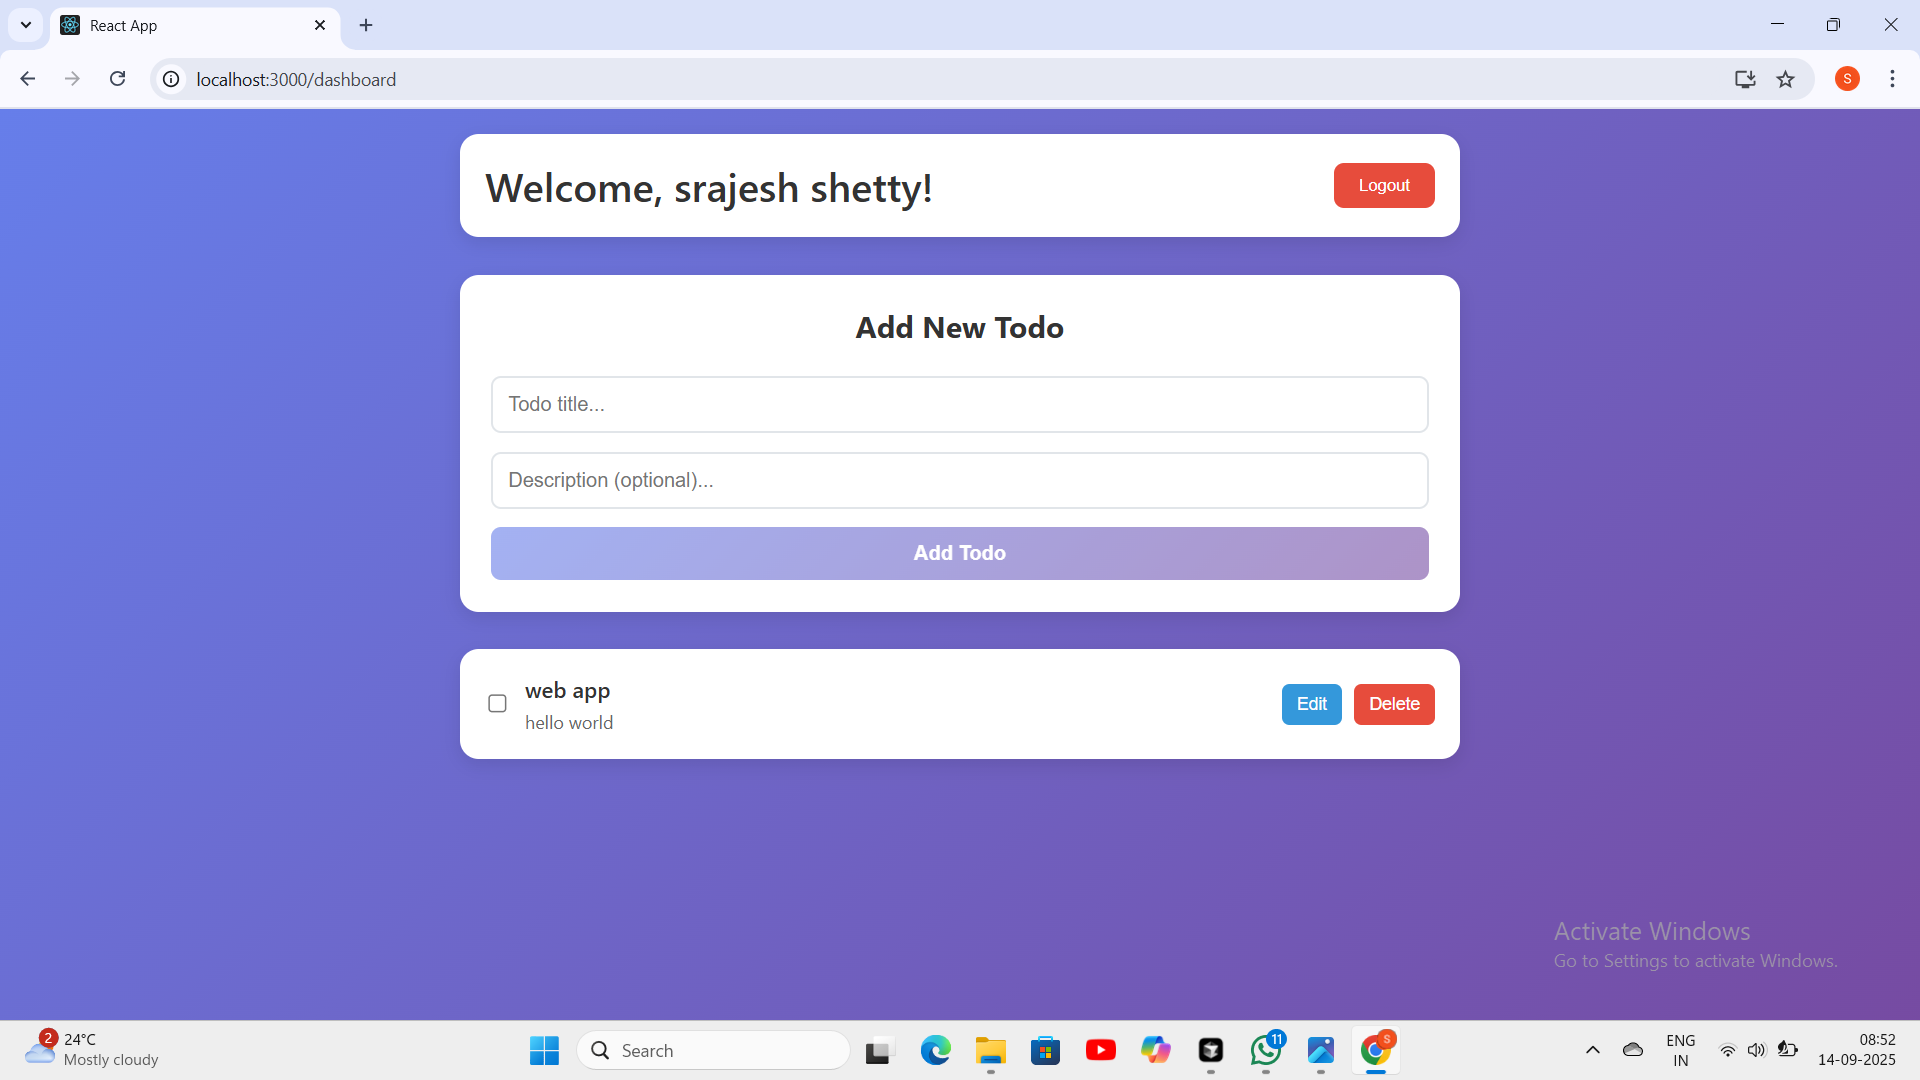 React App
localhost:3000/dashboard
S
Welcome, srajesh shetty!
Logout
Add New Todo
Todo title...
Description (optional)...
Add Todo
web app
hello world
Edit
Delete
Activate Windows
Go to Settings to activate Windows.
2
24°C
Mostly cloudy
Search
11
S
ENG
IN
08:52
14-09-2025